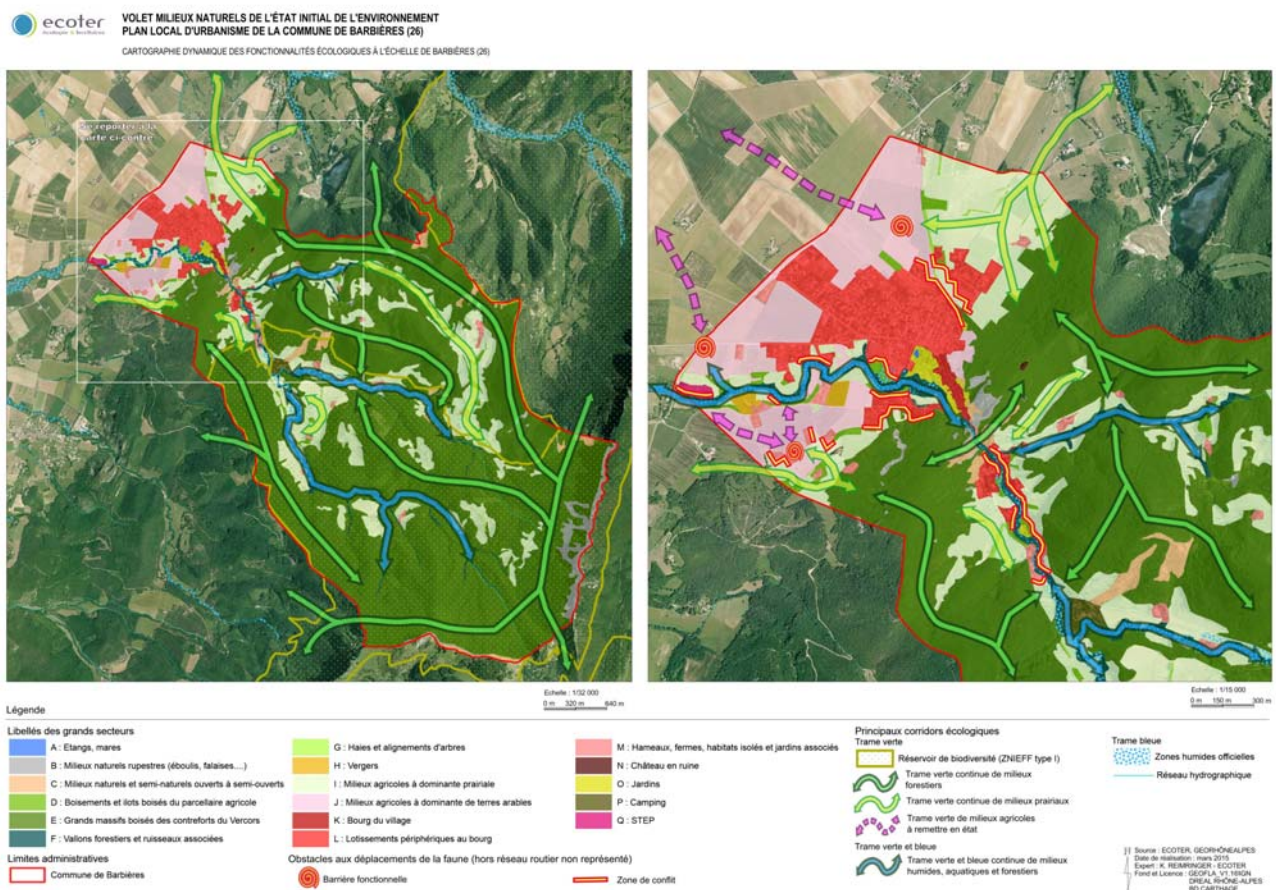 ecoter
VOLET MILIEUX NATURELS DE L'ÉTAT INITIAL DE L'ENVIRONNEMENT
PLAN LOCAL D'URBANISME DE LA COMMUNE DE BARBIÈRES (26)
CARTOGRAPHIE DYNAMIQUE DES FONCTIONNALITÉS ÉCOLOGIQUES À L'ÉCHELLE DE BARBIÈRES (26)
Se reporter à la
carte ci-contre
Echelle : 1/32 000
0 m 320 m 640 m
Echelle : 1/15 000
0 m 150 m 300 m
Légende
Libellés des grands secteurs
A : Etangs, mares
B : Milieux naturels rupestres (éboulis, falaises....)
C : Milieux naturels et semi-naturels ouverts à semi-ouverts
D : Boisements et ilots boisés du parcellaire agricole
E : Grands massifs boisés des contreforts du Vercors
F : Vallons forestiers et ruisseaux associées
G : Haies et alignements d'arbres
H : Vergers
I : Milieux agricoles à dominante prairiale
J : Milieux agricoles à dominante de terres arables
K : Bourg du village
L : Lotissements périphériques au bourg
M : Hameaux, fermes, habitats isolés et jardins associés
N : Château en ruine
O : Jardins
P : Camping
Q : STEP
Limites administratives
Commune de Barbières
Obstacles aux déplacements de la faune (hors réseau routier non représenté)
Barrière fonctionnelle
Zone de conflit
Principaux corridors écologiques
Trame verte
Réservoir de biodiversité (ZNIEFF type I)
Trame verte continue de milieux
forestiers
Trame verte continue de milieux prairiaux
Trame verte de milieux agricoles
à remettre en état
Trame verte et bleue
Trame verte et bleue continue de milieux
humides, aquatiques et forestiers
Trame bleue
Zones humides officielles
Réseau hydrographique
Source : ECOTER, GEORHÔNEALPES
Date de réalisation : mars 2015
Expert : K. REIMRINGER - ECOTER
Fond et Licence : GEOFLA_V1.16IGN
DREAL RHÔNE-ALPES
BD CARTHAGE